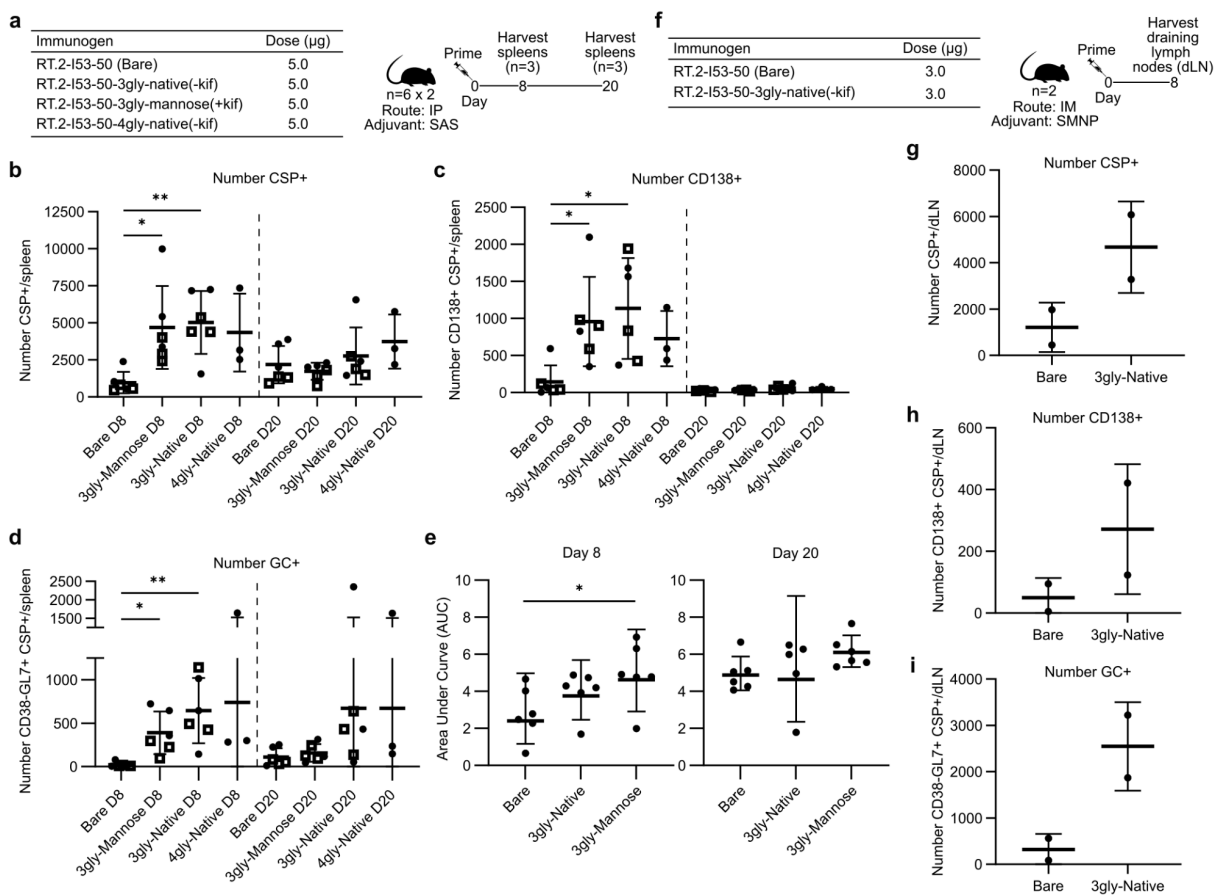 a
Immunogen Dose (µg)
RT.2-I53-50 (Bare) 5.0
RT.2-I53-50-3gly-native(-kif) 5.0
RT.2-I53-50-3gly-mannose(+kif) 5.0
RT.2-I53-50-4gly-native(-kif) 5.0
Prime
Harvest
spleens
(n=3)
Harvest
spleens
(n=3)
0 8 20
Day
n=6 x 2
Route: IP
Adjuvant: SAS
f
Immunogen Dose (µg)
RT.2-I53-50 (Bare) 3.0
RT.2-I53-50-3gly-native(-kif) 3.0
Prime
Harvest
draining
lymph
nodes (dLN)
0 8
Day
n=2
Route: IM
Adjuvant: SMNP
b
Number CSP+
Number CSP+/spleen
12500
10000
7500
5000
2500
0
**
*
Bare D8
3gly-Mannose D8
3gly-Native D8
4gly-Native D8
Bare D20
3gly-Mannose D20
3gly-Native D20
4gly-Native D20
c
Number CD138+
Number CD138+ CSP+/spleen
2500
2000
1500
1000
500
0
*
*
Bare D8
3gly-Mannose D8
3gly-Native D8
4gly-Native D8
Bare D20
3gly-Mannose D20
3gly-Native D20
4gly-Native D20
g
Number CSP+
Number CSP+/dLN
8000
6000
4000
2000
0
Bare 3gly-Native
d
Number GC+
Number CD38-GL7+ CSP+/spleen
2500
2000
1500
1000
500
0
**
*
Bare D8
3gly-Mannose D8
3gly-Native D8
4gly-Native D8
Bare D20
3gly-Mannose D20
3gly-Native D20
4gly-Native D20
e
Day 8
Area Under Curve (AUC)
10
8
6
4
2
0
*
Bare
3gly-Native
3gly-Mannose
Day 20
10
8
6
4
2
0
Bare
3gly-Native
3gly-Mannose
h
Number CD138+
Number CD138+ CSP+/dLN
600
400
200
0
Bare 3gly-Native
i
Number GC+
Number CD38-GL7+ CSP+/dLN
4000
3000
2000
1000
0
Bare 3gly-Native